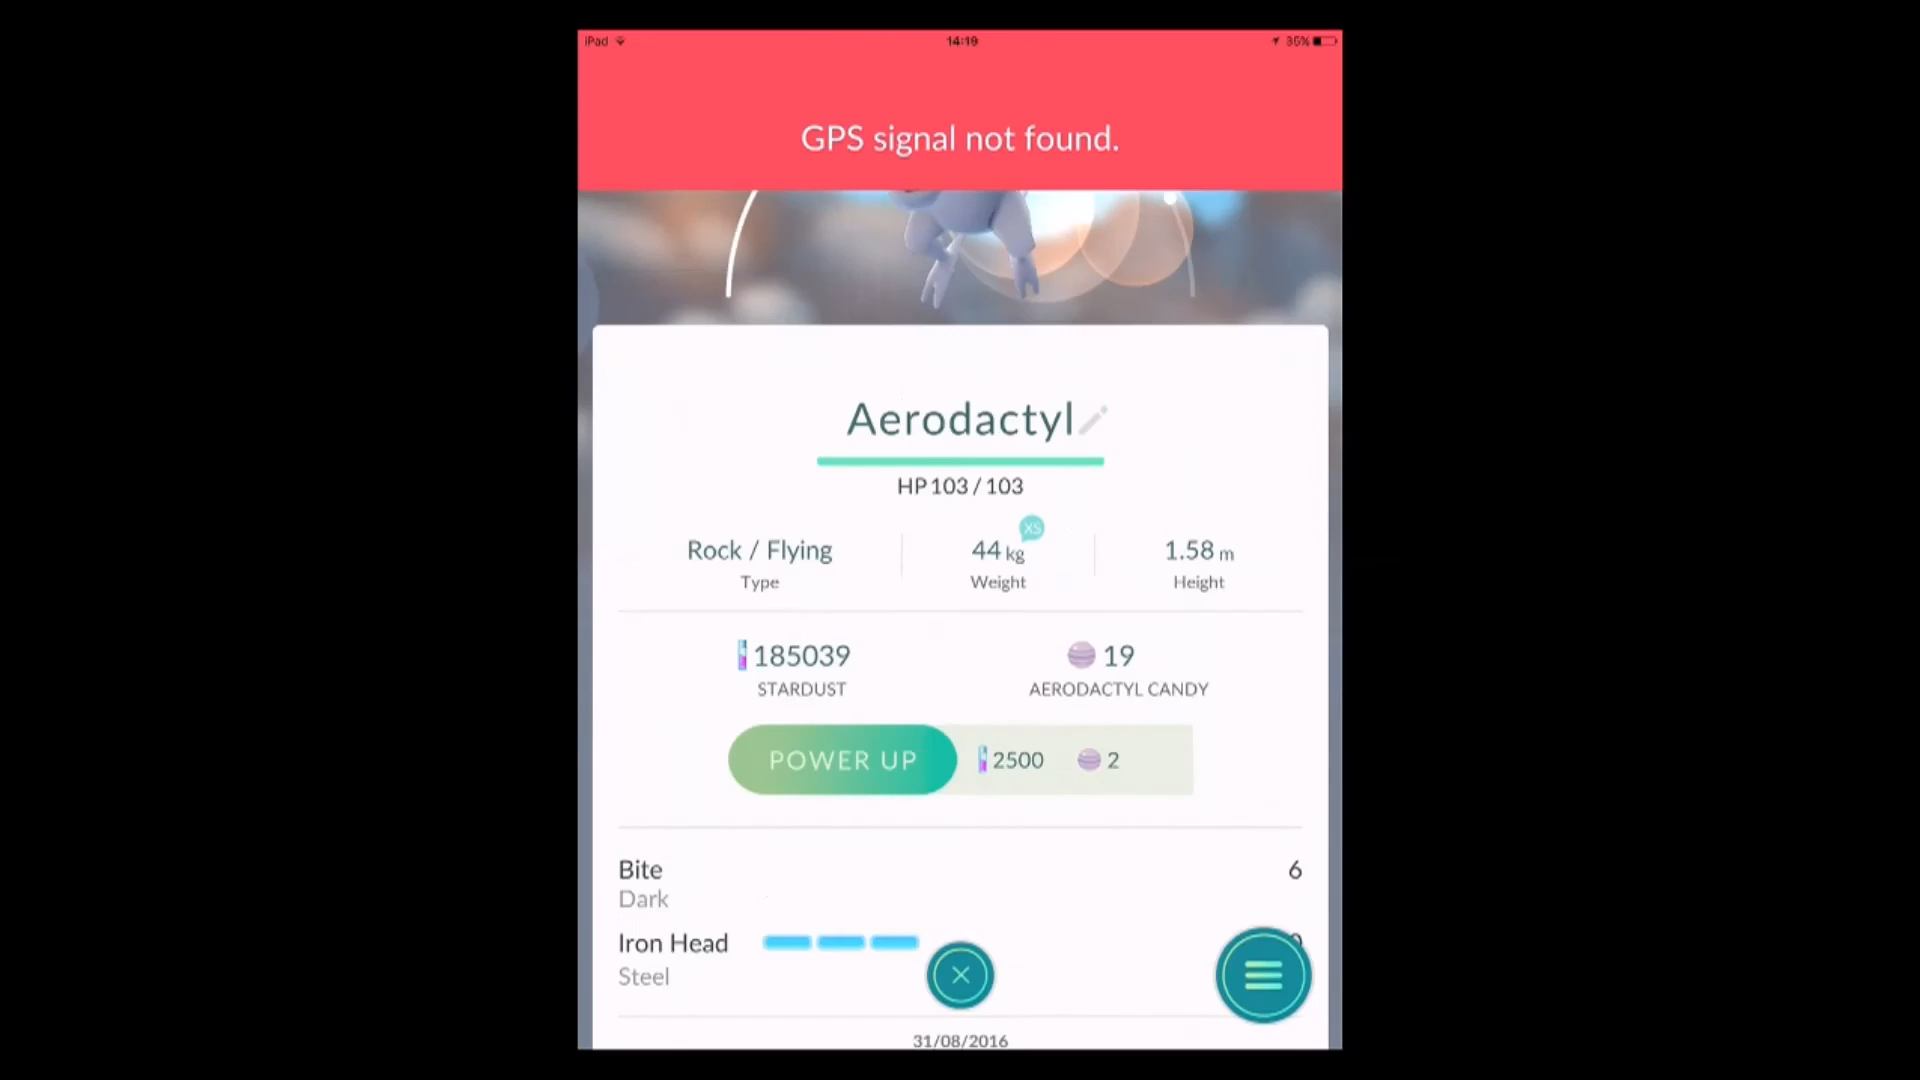 iPad 14:19 35%
GPS signal not found.
Aerodactyl
HP 103 / 103
XS
Rock / Flying 44 kg 1.58 m
Type Weight Height
185039 19
STARDUST AERODACTYL CANDY
POWER UP 2500 2
Bite 6
Dark
Iron Head
Steel
31/08/2016